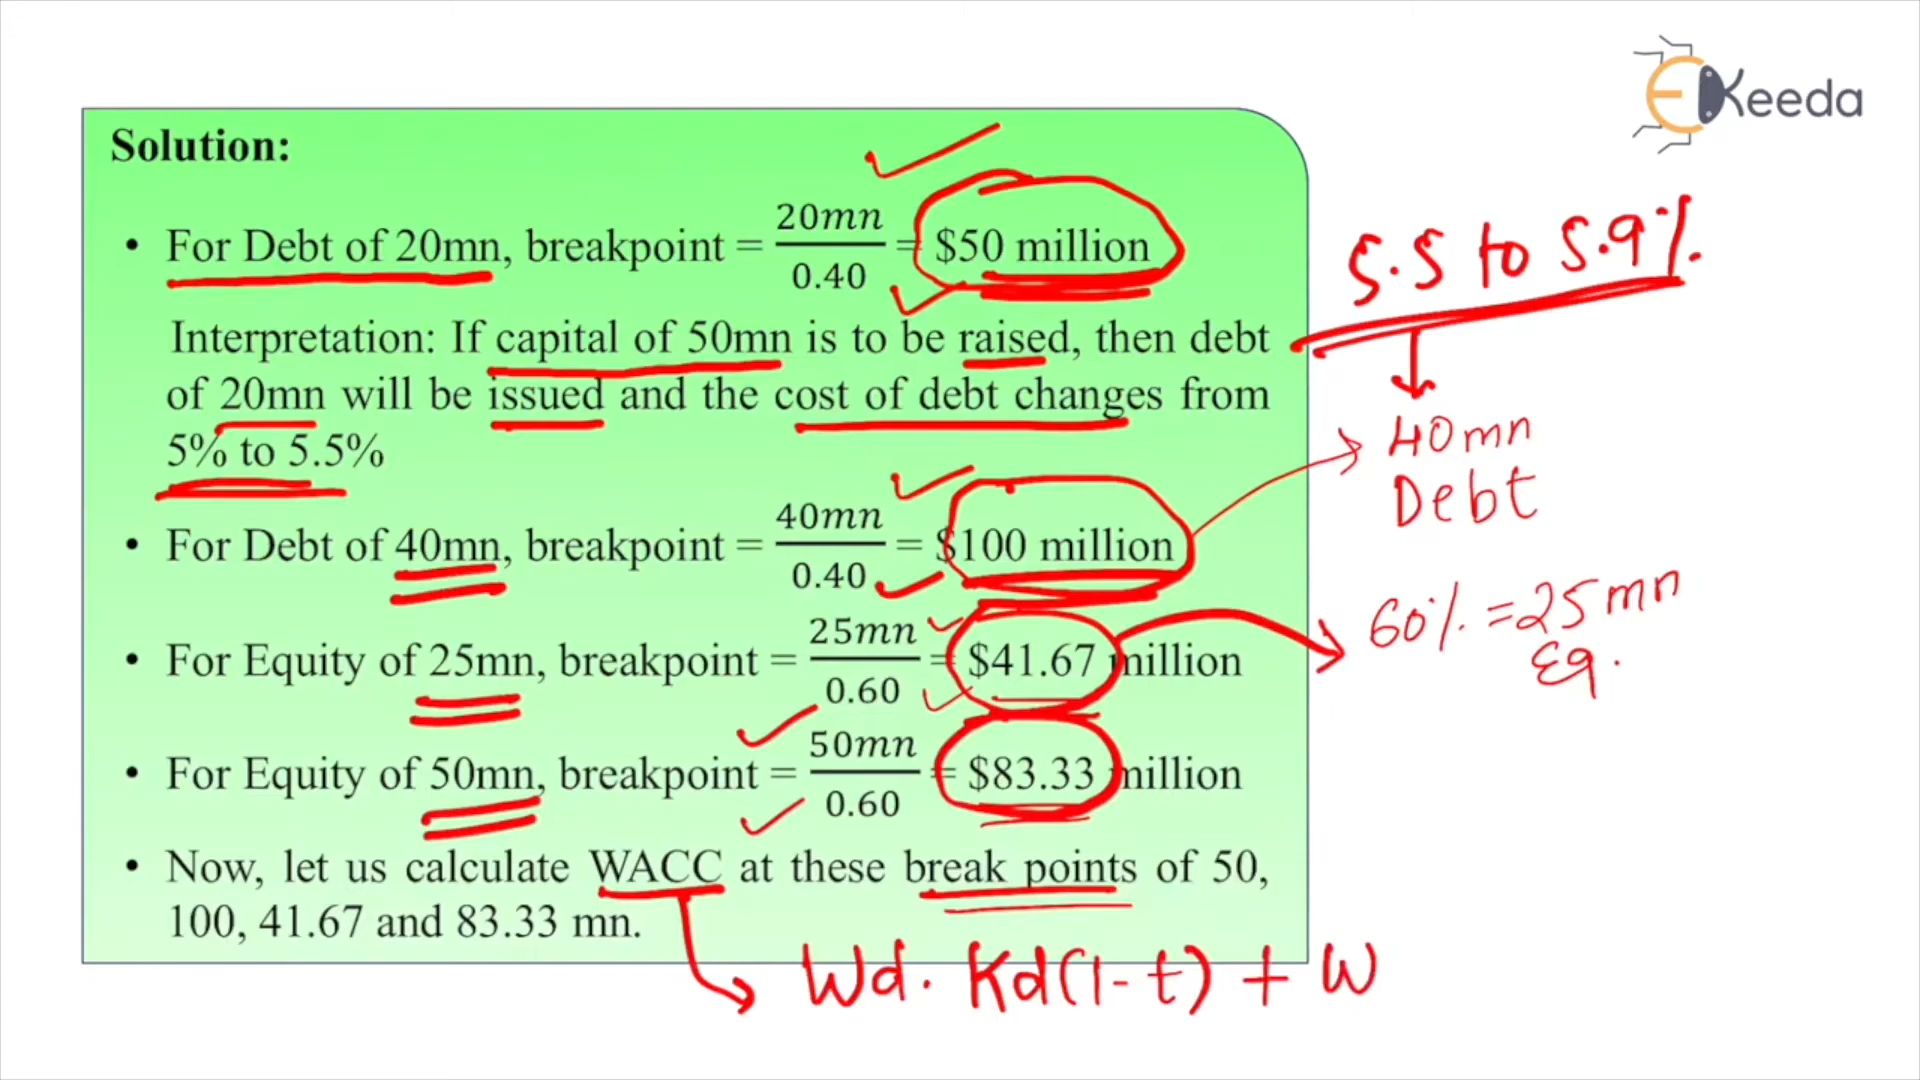 EKeeda
Solution:
• For Debt of 20mn, breakpoint = 20mn / 0.40 = $50 million
Interpretation: If capital of 50mn is to be raised, then debt
of 20mn will be issued and the cost of debt changes from
5% to 5.5%
• For Debt of 40mn, breakpoint = 40mn / 0.40 = $100 million
• For Equity of 25mn, breakpoint = 25mn / 0.60 = $41.67 million
• For Equity of 50mn, breakpoint = 50mn / 0.60 = $83.33 million
• Now, let us calculate WACC at these break points of 50,
100, 41.67 and 83.33 mn.
5.5 to 5.9%
40mn
Debt
60% = 25mn
Eq.
Wd. Kd(1-t) + W